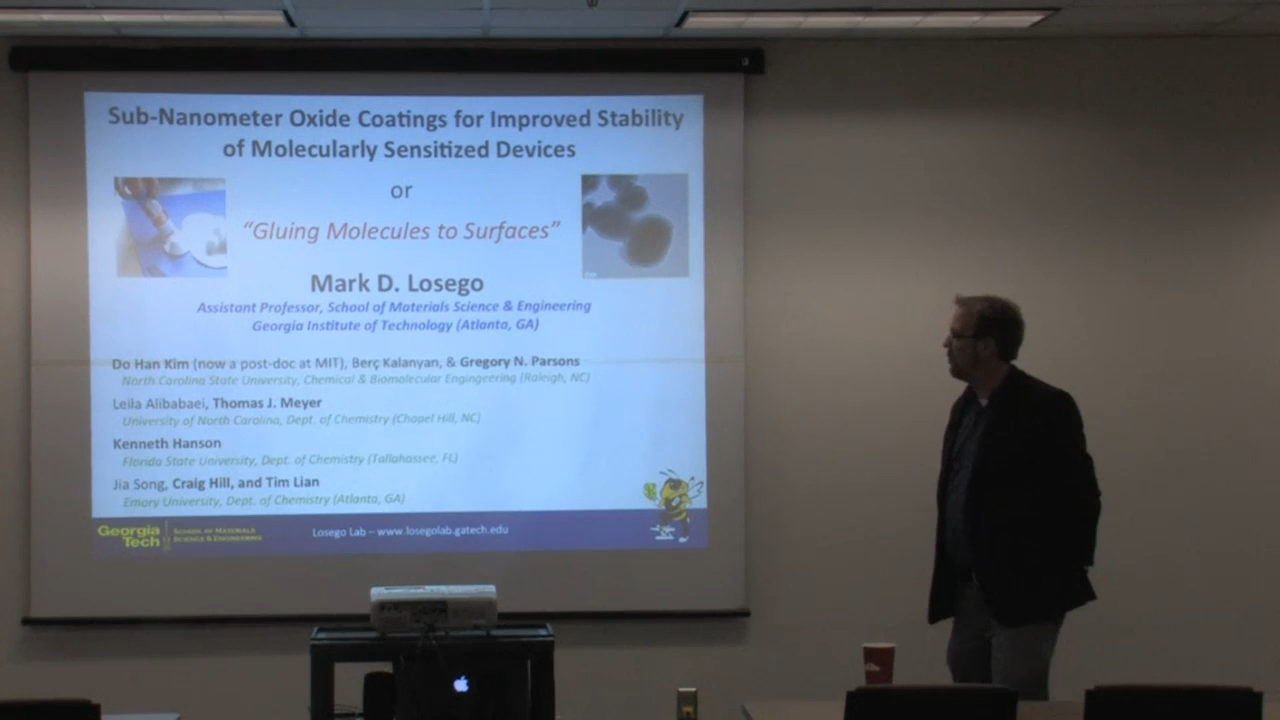 Sub-Nanometer Oxide Coatings for Improved Stability
of Molecularly Sensitized Devices
or
“Gluing Molecules to Surfaces”
Mark D. Losego
Assistant Professor, School of Materials Science & Engineering
Georgia Institute of Technology (Atlanta, GA)
Do Han Kim (now a post-doc at MIT), Berç Kalanyan, & Gregory N. Parsons
North Carolina State University, Chemical & Biomolecular Engingeering (Raleigh, NC)
Leila Alibabaei, Thomas J. Meyer
University of North Carolina, Dept. of Chemistry (Chapel Hill, NC)
Kenneth Hanson
Florida State University, Dept. of Chemistry (Tallahassee, FL)
Jia Song, Craig Hill, and Tim Lian
Emory University, Dept. of Chemistry (Atlanta, GA)
Georgia
Tech
School of Materials
Science & Engineering
Losego Lab – www.losegolab.gatech.edu